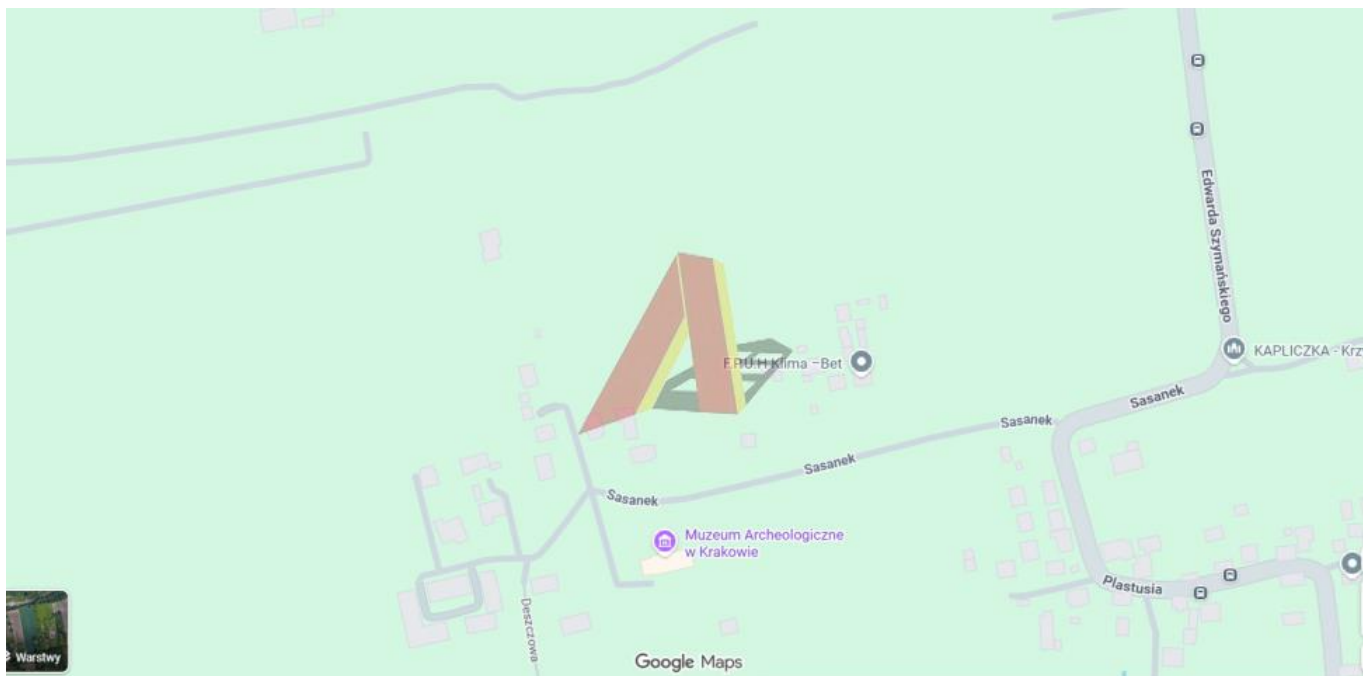 Edwarda Szymańskiego
KAPLICZKA - Krz
F.P.U.H Klima -Bet
Sasanek
Sasanek
Sasanek
Sasanek
Muzeum Archeologiczne
w Krakowie
Plastusia
Deszczowa
Warstwy
Google Maps